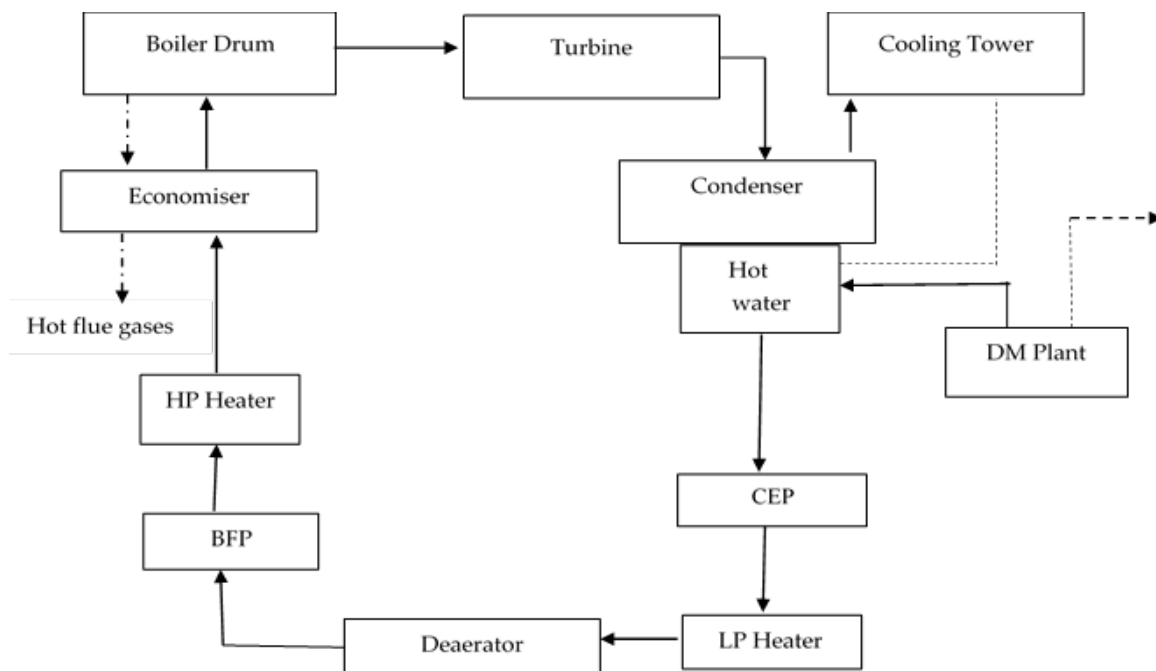 Boiler Drum
Turbine
Cooling Tower
Condenser
Economiser
Hot
water
Hot flue gases
DM Plant
HP Heater
CEP
BFP
Deaerator
LP Heater